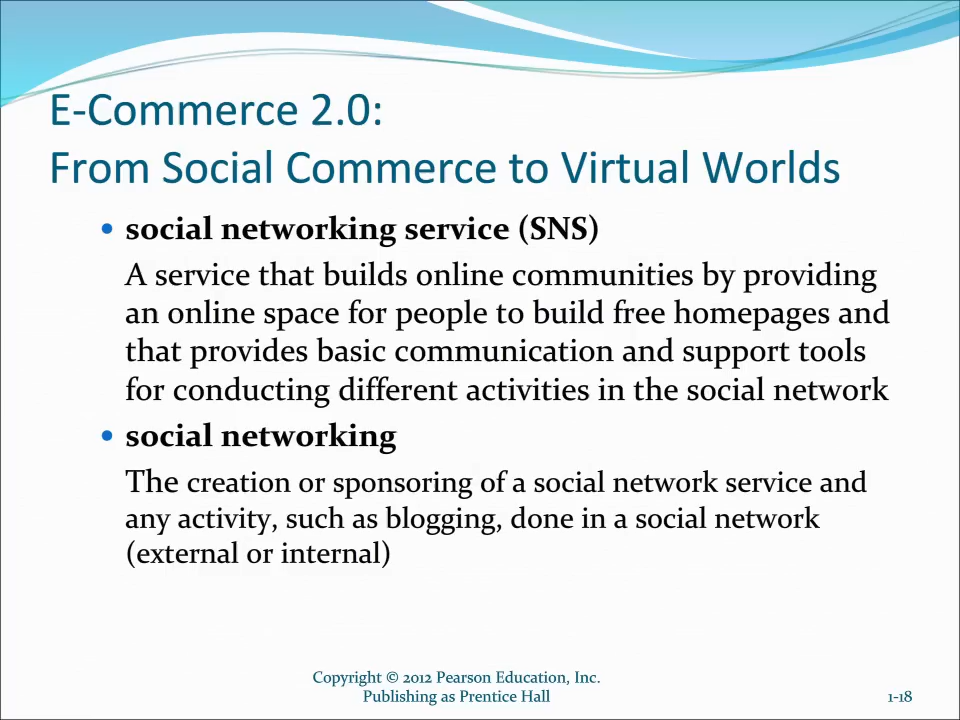 E-Commerce 2.0:
From Social Commerce to Virtual Worlds
• social networking service (SNS)
A service that builds online communities by providing
an online space for people to build free homepages and
that provides basic communication and support tools
for conducting different activities in the social network
• social networking
The creation or sponsoring of a social network service and
any activity, such as blogging, done in a social network
(external or internal)
Copyright © 2012 Pearson Education, Inc.
Publishing as Prentice Hall
1-18